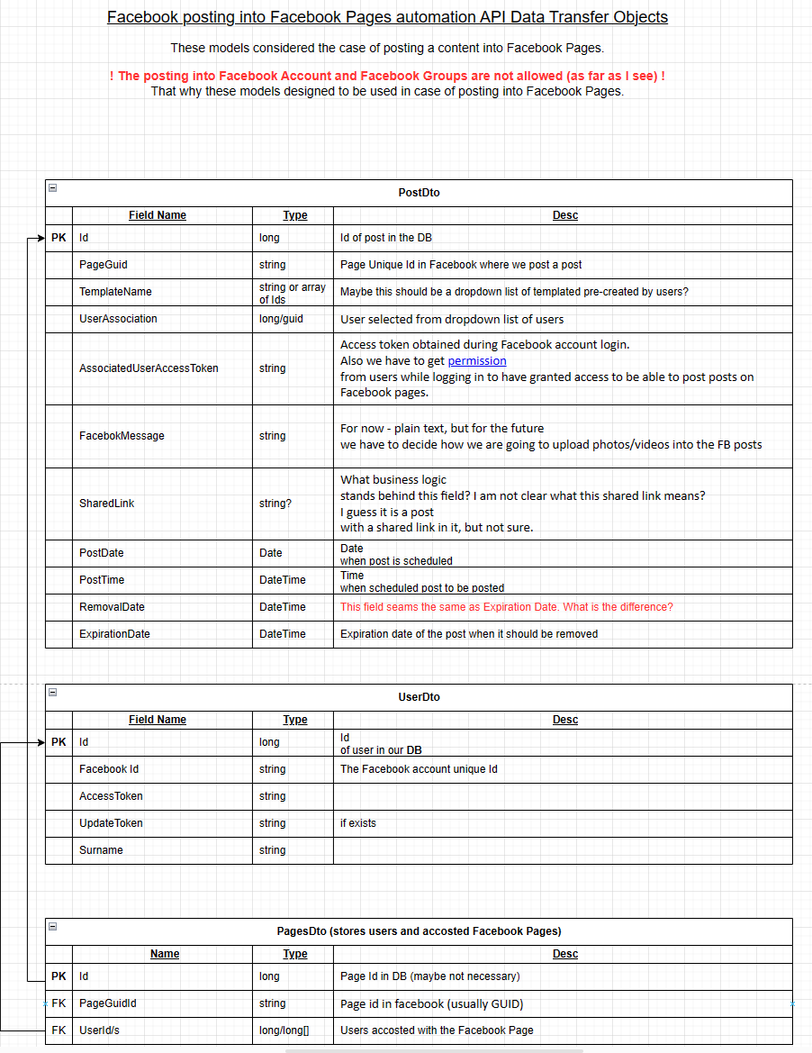 Facebook posting into Facebook Pages automation API Data Transfer Objects
These models considered the case of posting a content into Facebook Pages.
! The posting into Facebook Account and Facebook Groups are not allowed (as far as I see) !
That why these models designed to be used in case of posting into Facebook Pages.
PostDto
Field Name Type Desc
PK Id long Id of post in the DB
PageGuid string Page Unique Id in Facebook where we post a post
TemplateName string or array of Ids Maybe this should be a dropdown list of templated pre-created by users?
UserAssociation long/guid User selected from dropdown list of users
AssociatedUserAccessToken string Access token obtained during Facebook account login.
Also we have to get permission
from users while logging in to have granted access to be able to post posts on
Facebook pages.
FacebokMessage string For now - plain text, but for the future
we have to decide how we are going to upload photos/videos into the FB posts
SharedLink string? What business logic
stands behind this field? I am not clear what this shared link means?
I guess it is a post
with a shared link in it, but not sure.
PostDate Date Date
when post is scheduled
PostTime DateTime Time
when scheduled post to be posted
RemovalDate DateTime This field seams the same as Expiration Date. What is the difference?
ExpirationDate DateTime Expiration date of the post when it should be removed
UserDto
Field Name Type Desc
PK Id long Id
of user in our DB
Facebook Id string The Facebook account unique Id
AccessToken string
UpdateToken string if exists
Surname string
PagesDto (stores users and accosted Facebook Pages)
Name Type Desc
PK Id long Page Id in DB (maybe not necessary)
FK PageGuidId string Page id in facebook (usually GUID)
FK UserId/s long/long[] Users accosted with the Facebook Page